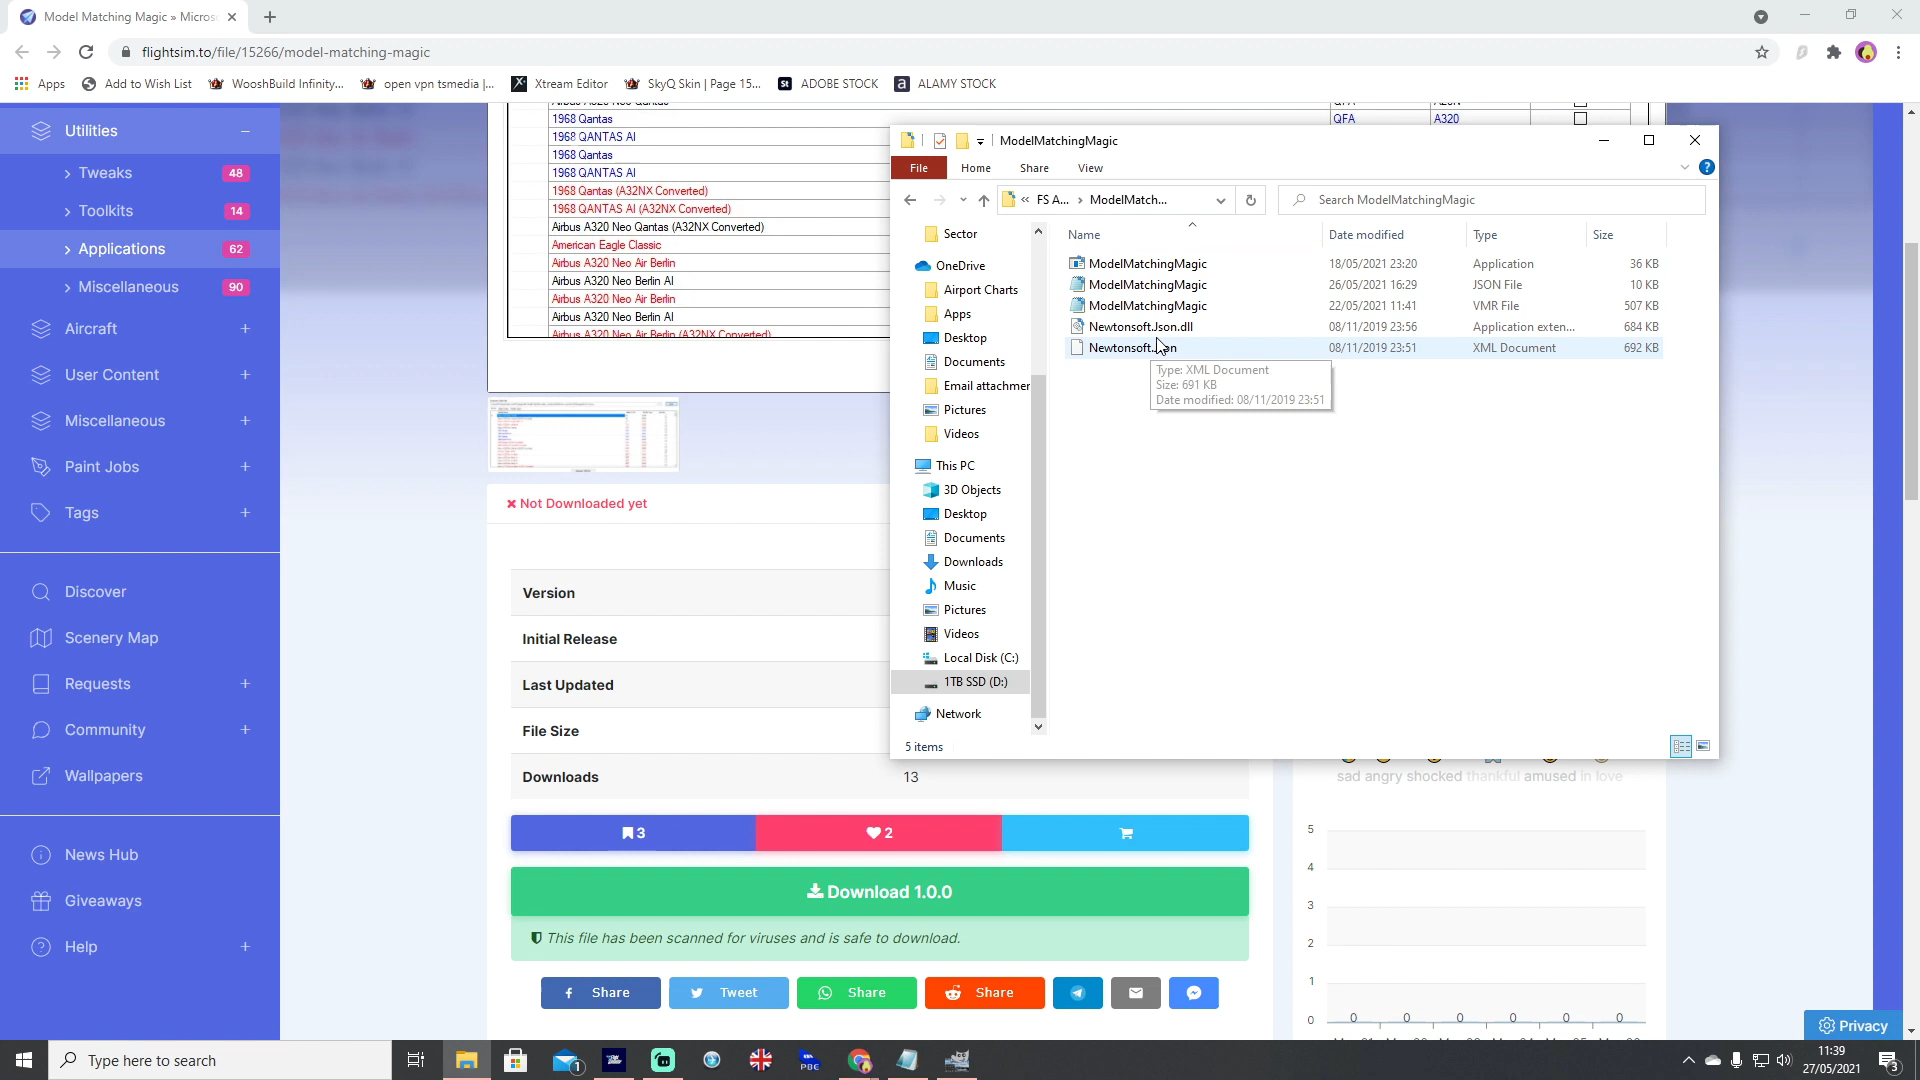 Model Matching Magic » Micros
flightsim.to/file/15266/model-matching-magic
Apps
Add to Wish List
WooshBuild Infinity...
open vpn tsmedia |...
Xtream Editor
SkyQ Skin | Page 15...
St
ADOBE STOCK
a
ALAMY STOCK
Utilities
Tweaks 48
Toolkits 14
Applications 62
Miscellaneous 90
Aircraft
User Content
Miscellaneous
Paint Jobs
Tags
Discover
Scenery Map
Requests
Community
Wallpapers
News Hub
Giveaways
Help
1968 Qantas QFA A320
1968 QANTAS AI
1968 Qantas
1968 QANTAS AI
1968 Qantas (A32NX Converted)
1968 QANTAS AI (A32NX Converted)
Airbus A320 Neo Qantas (A32NX Converted)
American Eagle Classic
Airbus A320 Neo Air Berlin
Airbus A320 Neo Berlin AI
Airbus A320 Neo Air Berlin
Airbus A320 Neo Berlin AI
Airbus A320 Neo Air Berlin (A32NX Converted)
Not Downloaded yet
Version
Initial Release
Last Updated
File Size
Downloads 13
3
2
Download 1.0.0
This file has been scanned for viruses and is safe to download.
Share
Tweet
Share
Share
ModelMatchingMagic
File Home Share View
« FS A... › ModelMatch...
Search ModelMatchingMagic
Sector
OneDrive
Airport Charts
Apps
Desktop
Documents
Email attachmer
Pictures
Videos
This PC
3D Objects
Desktop
Documents
Downloads
Music
Pictures
Videos
Local Disk (C:)
1TB SSD (D:)
Network
Name Date modified Type Size
ModelMatchingMagic 18/05/2021 23:20 Application 36 KB
ModelMatchingMagic 26/05/2021 16:29 JSON File 10 KB
ModelMatchingMagic 22/05/2021 11:41 VMR File 507 KB
Newtonsoft.Json.dll 08/11/2019 23:56 Application exten... 684 KB
Newtonsoft.Json 08/11/2019 23:51 XML Document 692 KB
Type: XML Document
Size: 691 KB
Date modified: 08/11/2019 23:51
5 items
sad angry shocked thankful amused in love
5
4
3
2
1
0
0 0 0 0 0 0
Privacy
Type here to search
1
PBE
11:39
27/05/2021
3